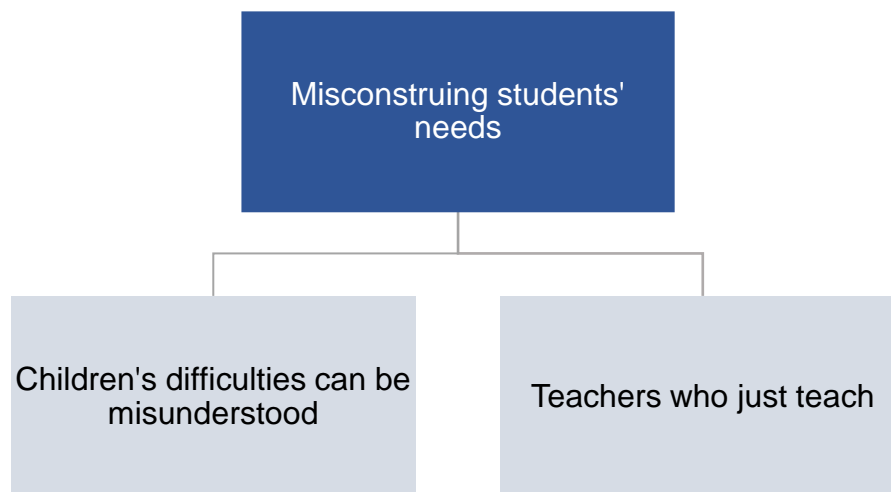 Misconstruing students'
needs
Children's difficulties can be
misunderstood
Teachers who just teach